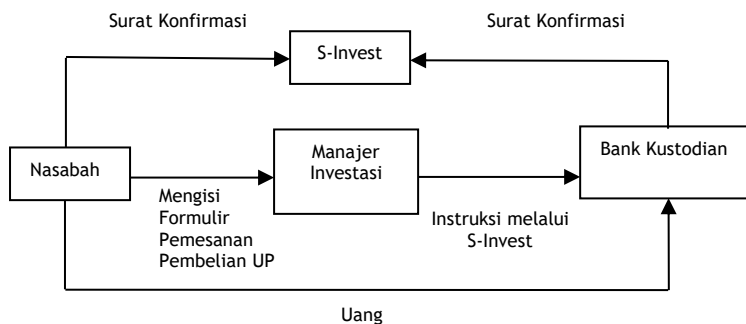 Surat Konfirmasi
Surat Konfirmasi
S-Invest
Nasabah
Manajer
Investasi
Bank Kustodian
Mengisi
Formulir
Pemesanan
Pembelian UP
Instruksi melalui
S-Invest
Uang